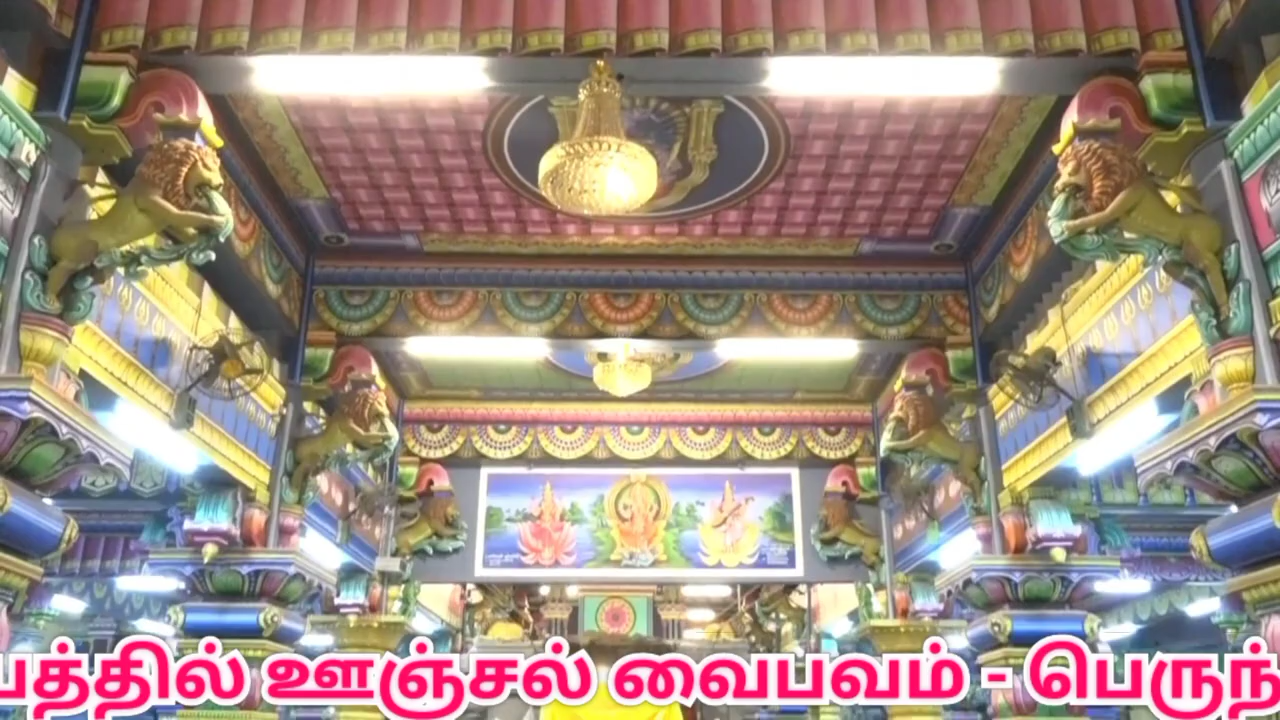 பத்தில் ஊஞ்சல் வைபவம் - பெருந்